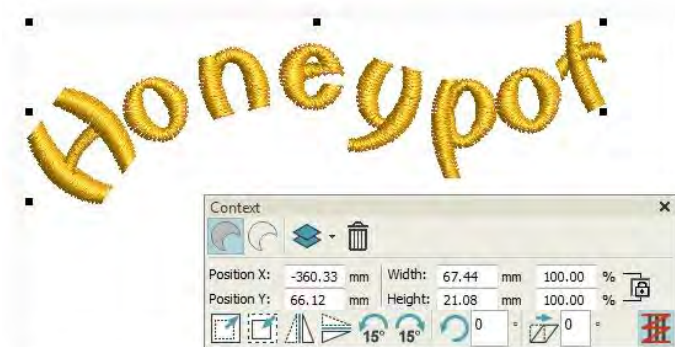 Honeypot
Context x
Position X: -360.33 mm Width: 67.44 mm 100.00 %
Position Y: 66.12 mm Height: 21.08 mm 100.00 %
15° 15° 0 ° 0 °